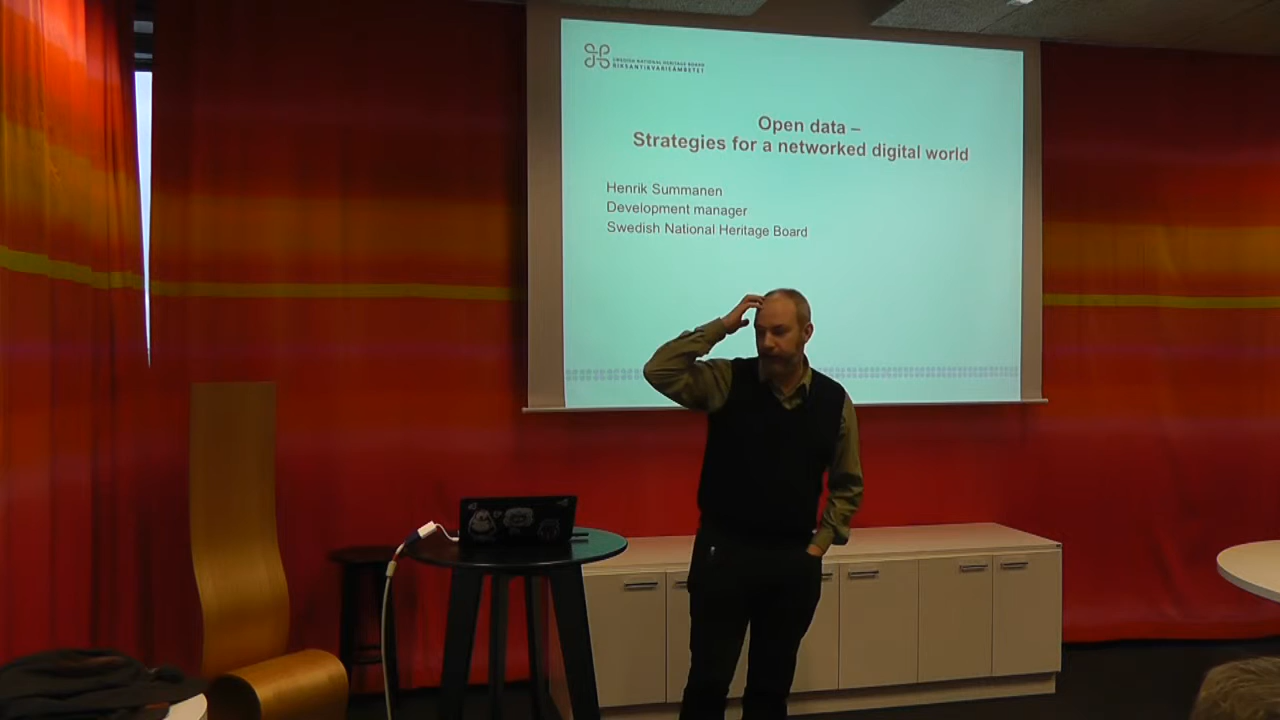 SWEDISH NATIONAL HERITAGE BOARD
RIKSANTIKVARIEÄMBETET
Open data –
Strategies for a networked digital world
Henrik Summanen
Development manager
Swedish National Heritage Board